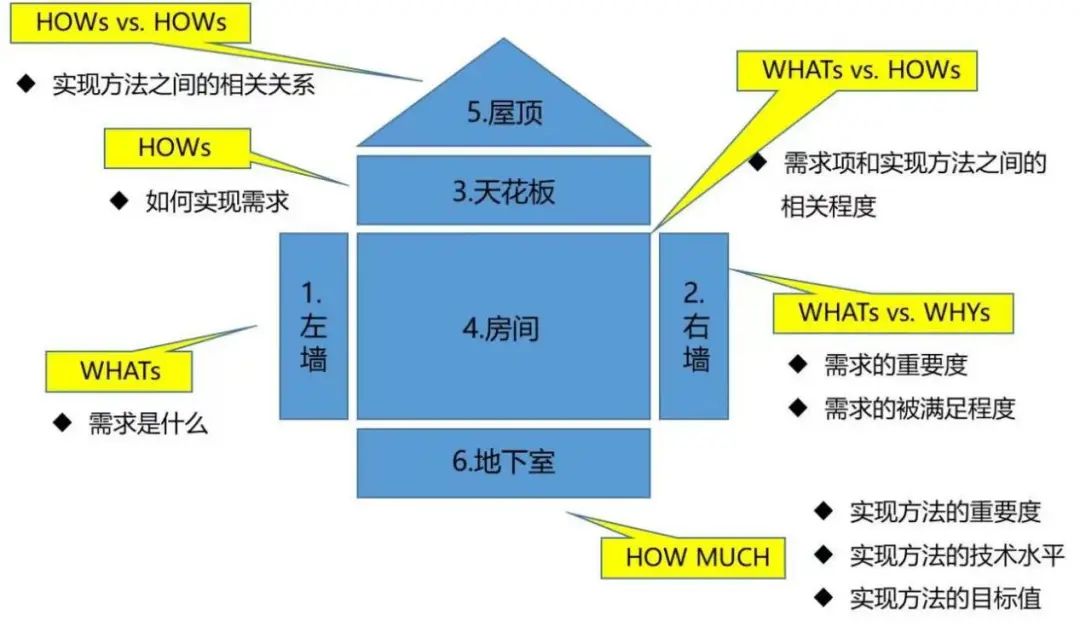 HOWs vs. HOWs
◆ 实现方法之间的相关关系
5.屋顶
WHATs vs. HOWs
◆ 需求项和实现方法之间的
相关程度
HOWs
◆ 如何实现需求
3.天花板
1.
左
墙
4.房间
2.
右
墙
WHATs vs. WHYs
◆ 需求的重要度
◆ 需求的被满足程度
WHATs
◆ 需求是什么
6.地下室
HOW MUCH
◆ 实现方法的重要度
◆ 实现方法的技术水平
◆ 实现方法的目标值